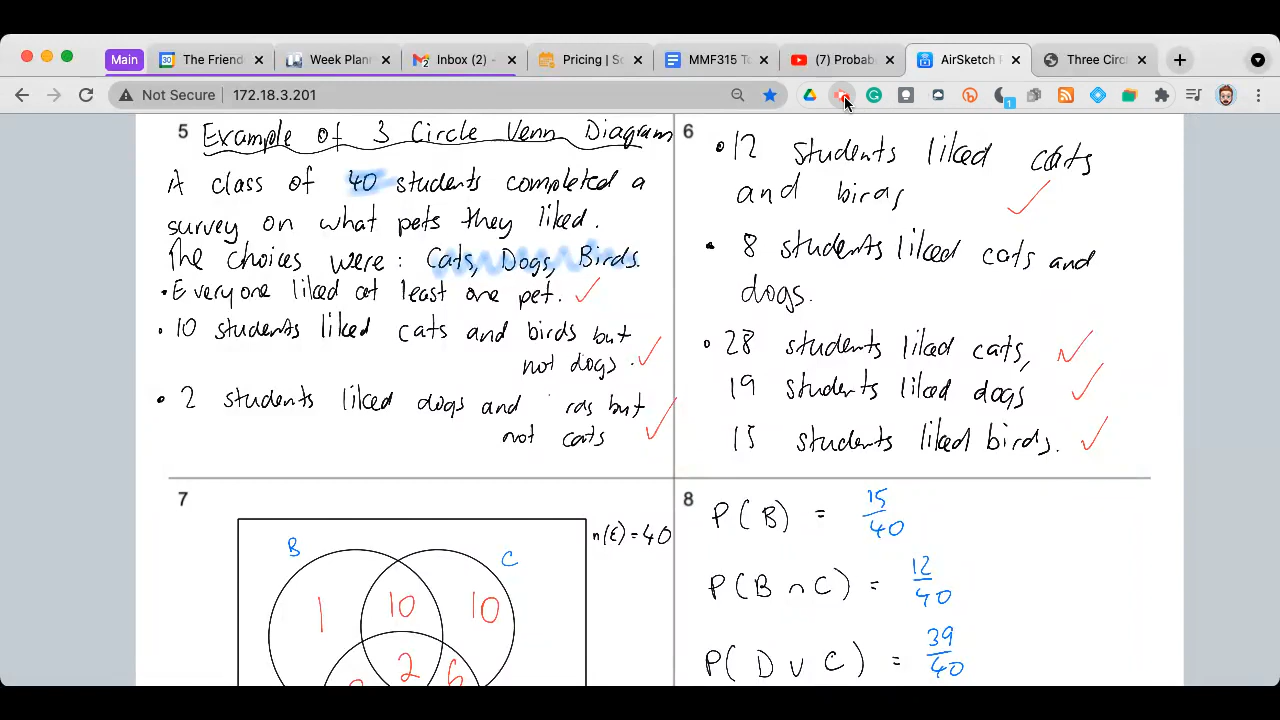 Main
The Friend
Week Plan
Inbox (2) -
Pricing | S
MMF315 T
(7) Probab
AirSketch
Three Circ
Not Secure
172.18.3.201
1
5 Example of 3 Circle Venn Diagram
A class of 40 students completed a
survey on what pets they liked.
The choices were : Cats, Dogs, Birds.
• Everyone liked at least one pet. ✓
• 10 students liked cats and birds but
not dogs. ✓
• 2 students liked dogs and but
not cats ✓
6 • 12 students liked cats
and birds ✓
• 8 students liked cats and
dogs.
• 28 students liked cats, ✓
19 students liked dogs ✓
15 students liked birds. ✓
7
n(ℰ) = 40
B C
1 10 10
2 6
8 P(B) = 15/40
P(B ∩ C) = 12/40
P(D ∪ C) = 39/40